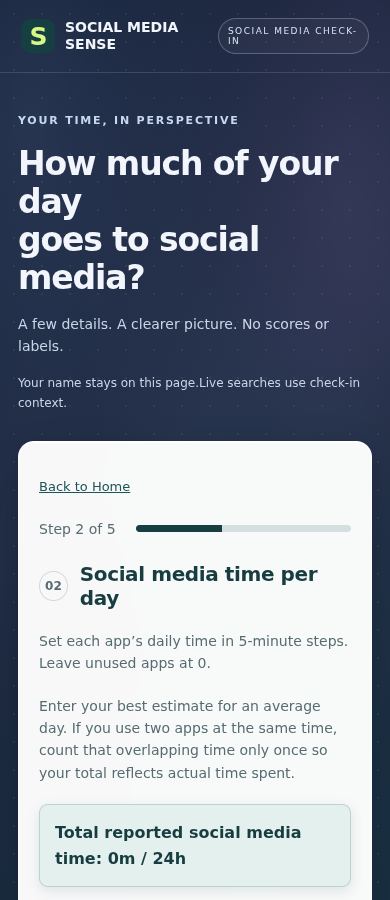 S
SOCIAL MEDIA
SENSE
SOCIAL MEDIA CHECK-
IN
YOUR TIME, IN PERSPECTIVE
How much of your
day
goes to social
media?
A few details. A clearer picture. No scores or
labels.
Your name stays on this page.Live searches use check-in
context.
Back to Home
Step 2 of 5
02
Social media time per
day
Set each app’s daily time in 5-minute steps.
Leave unused apps at 0.
Enter your best estimate for an average
day. If you use two apps at the same time,
count that overlapping time only once so
your total reflects actual time spent.
Total reported social media
time: 0m / 24h